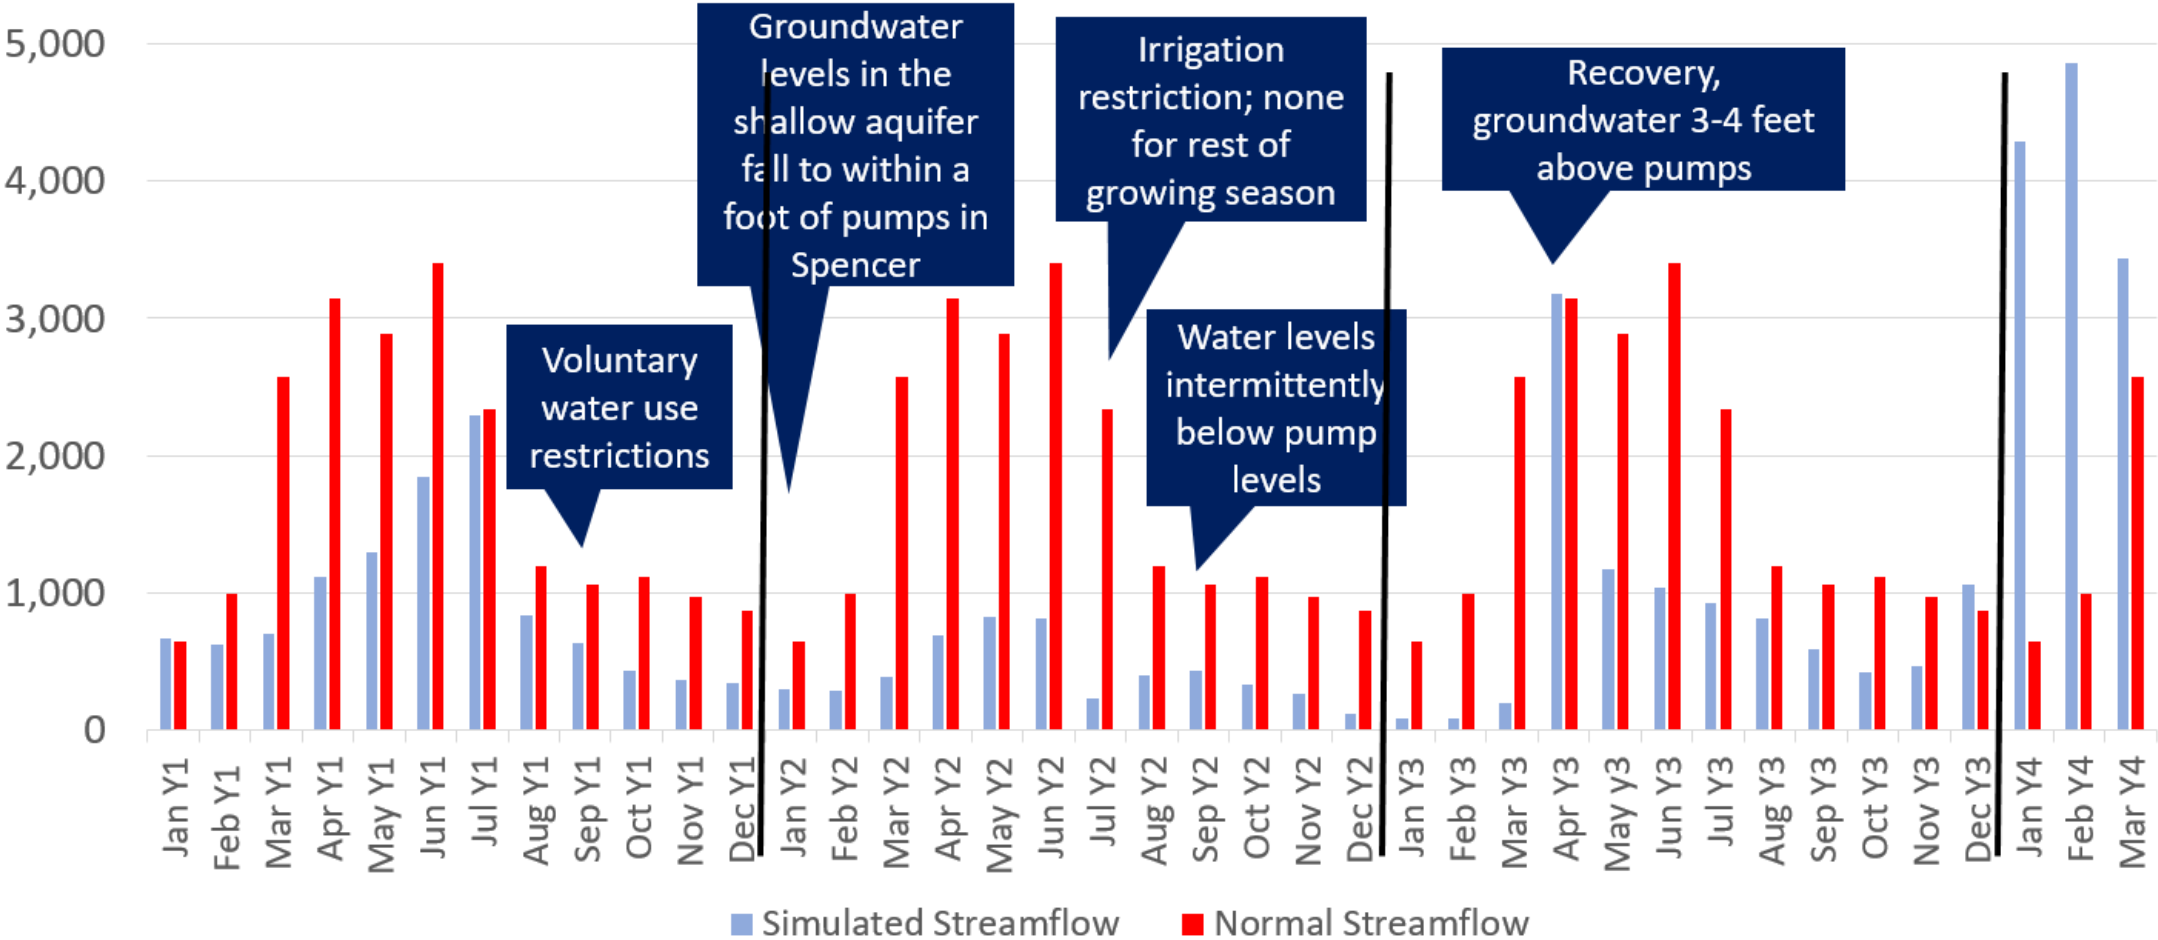 5,000
4,000
3,000
2,000
1,000
0
Voluntary
water use
restrictions
Groundwater
levels in the
shallow aquifer
fall to within a
foot of pumps in
Spencer
Irrigation
restriction; none
for rest of
growing season
Water levels
intermittently
below pump
levels
Recovery,
groundwater 3-4 feet
above pumps
Jan Y1
Feb Y1
Mar Y1
Apr Y1
May Y1
Jun Y1
Jul Y1
Aug Y1
Sep Y1
Oct Y1
Nov Y1
Dec Y1
Jan Y2
Feb Y2
Mar Y2
Apr Y2
May Y2
Jun Y2
Jul Y2
Aug Y2
Sep Y2
Oct Y2
Nov Y2
Dec Y2
Jan Y3
Feb Y3
Mar Y3
Apr Y3
May y3
Jun Y3
Jul Y3
Aug Y3
Sep Y3
Oct Y3
Nov Y3
Dec Y3
Jan Y4
Feb Y4
Mar Y4
Simulated Streamflow
Normal Streamflow